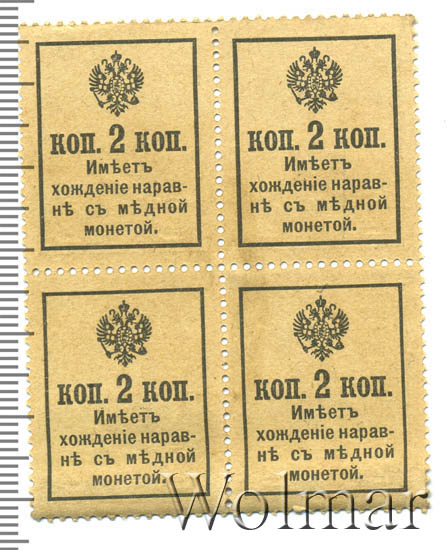 коп. 2 коп.
Имѣетъ
хожденіе нарав-
нѣ съ мѣдной
монетой.
коп. 2 коп.
Имѣетъ
хожденіе нарав-
нѣ съ мѣдной
монетой.
коп. 2 коп.
Имѣетъ
хожденіе нарав-
нѣ съ мѣдной
монетой.
коп. 2 коп.
Имѣетъ
хожденіе нарав-
нѣ съ мѣдной
монетой.
Wolmar